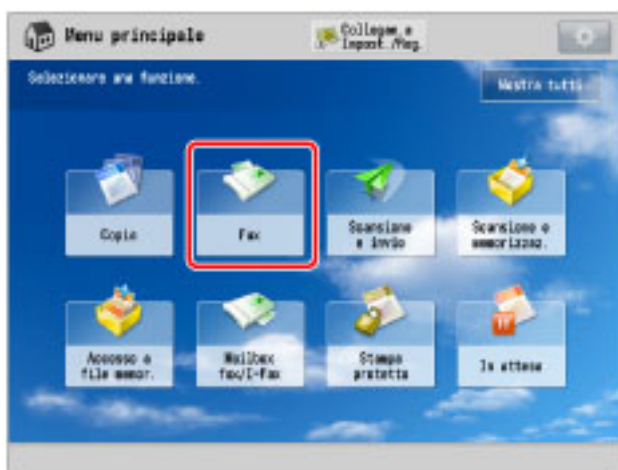 Menu principale
Collegam. a
Impost./Reg.
Selezionare una funzione.
Mostra tutti
Copia
Fax
Scansione
e invio
Scansione e
memorizzaz.
Accesso a
file memor.
Mailbox
fax/I-Fax
Stampa
protetta
In attesa